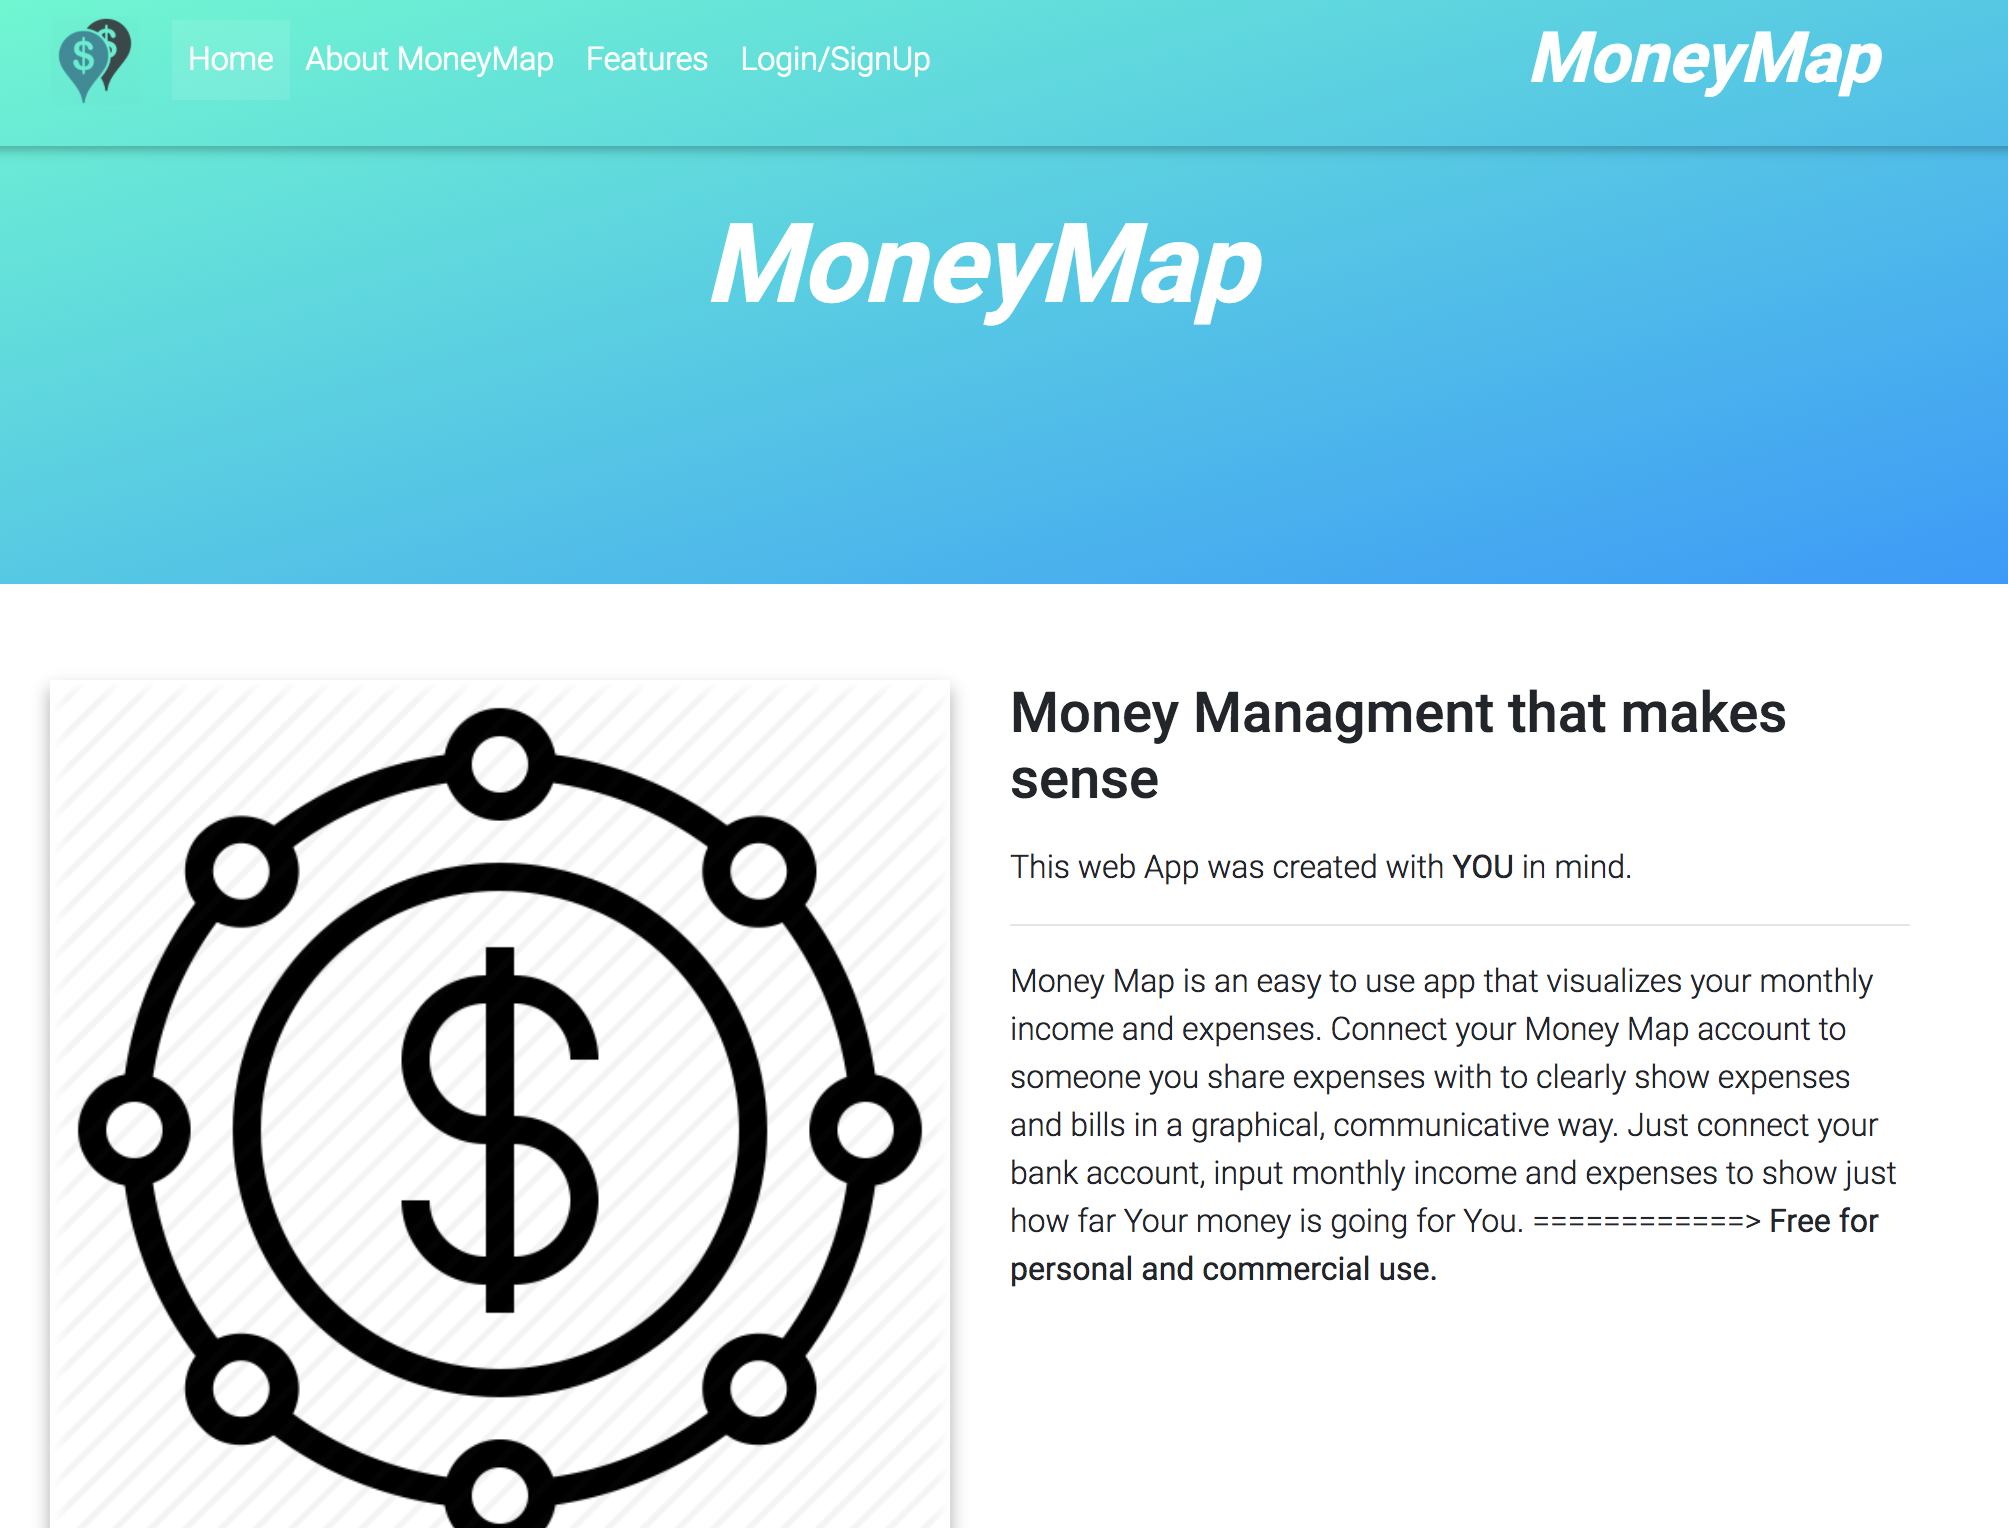 $ $
Home About MoneyMap Features Login/SignUp MoneyMap
MoneyMap
$
Money Managment that makes
sense
This web App was created with YOU in mind.
Money Map is an easy to use app that visualizes your monthly
income and expenses. Connect your Money Map account to
someone you share expenses with to clearly show expenses
and bills in a graphical, communicative way. Just connect your
bank account, input monthly income and expenses to show just
how far Your money is going for You. ============> Free for
personal and commercial use.